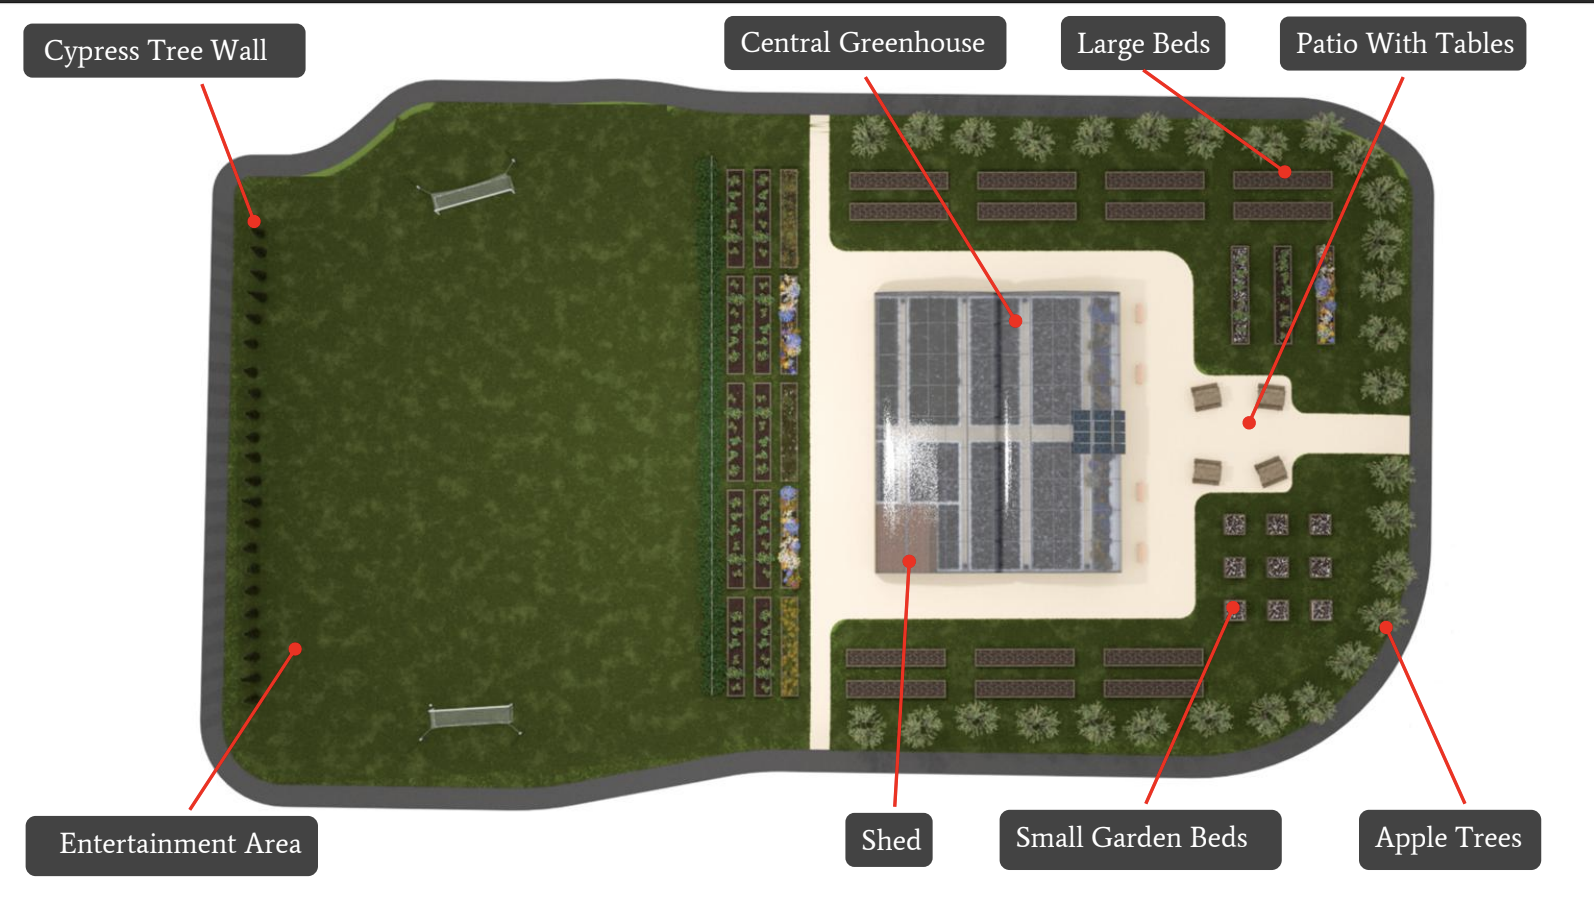 Cypress Tree Wall
Central Greenhouse
Large Beds
Patio With Tables
Entertainment Area
Shed
Small Garden Beds
Apple Trees